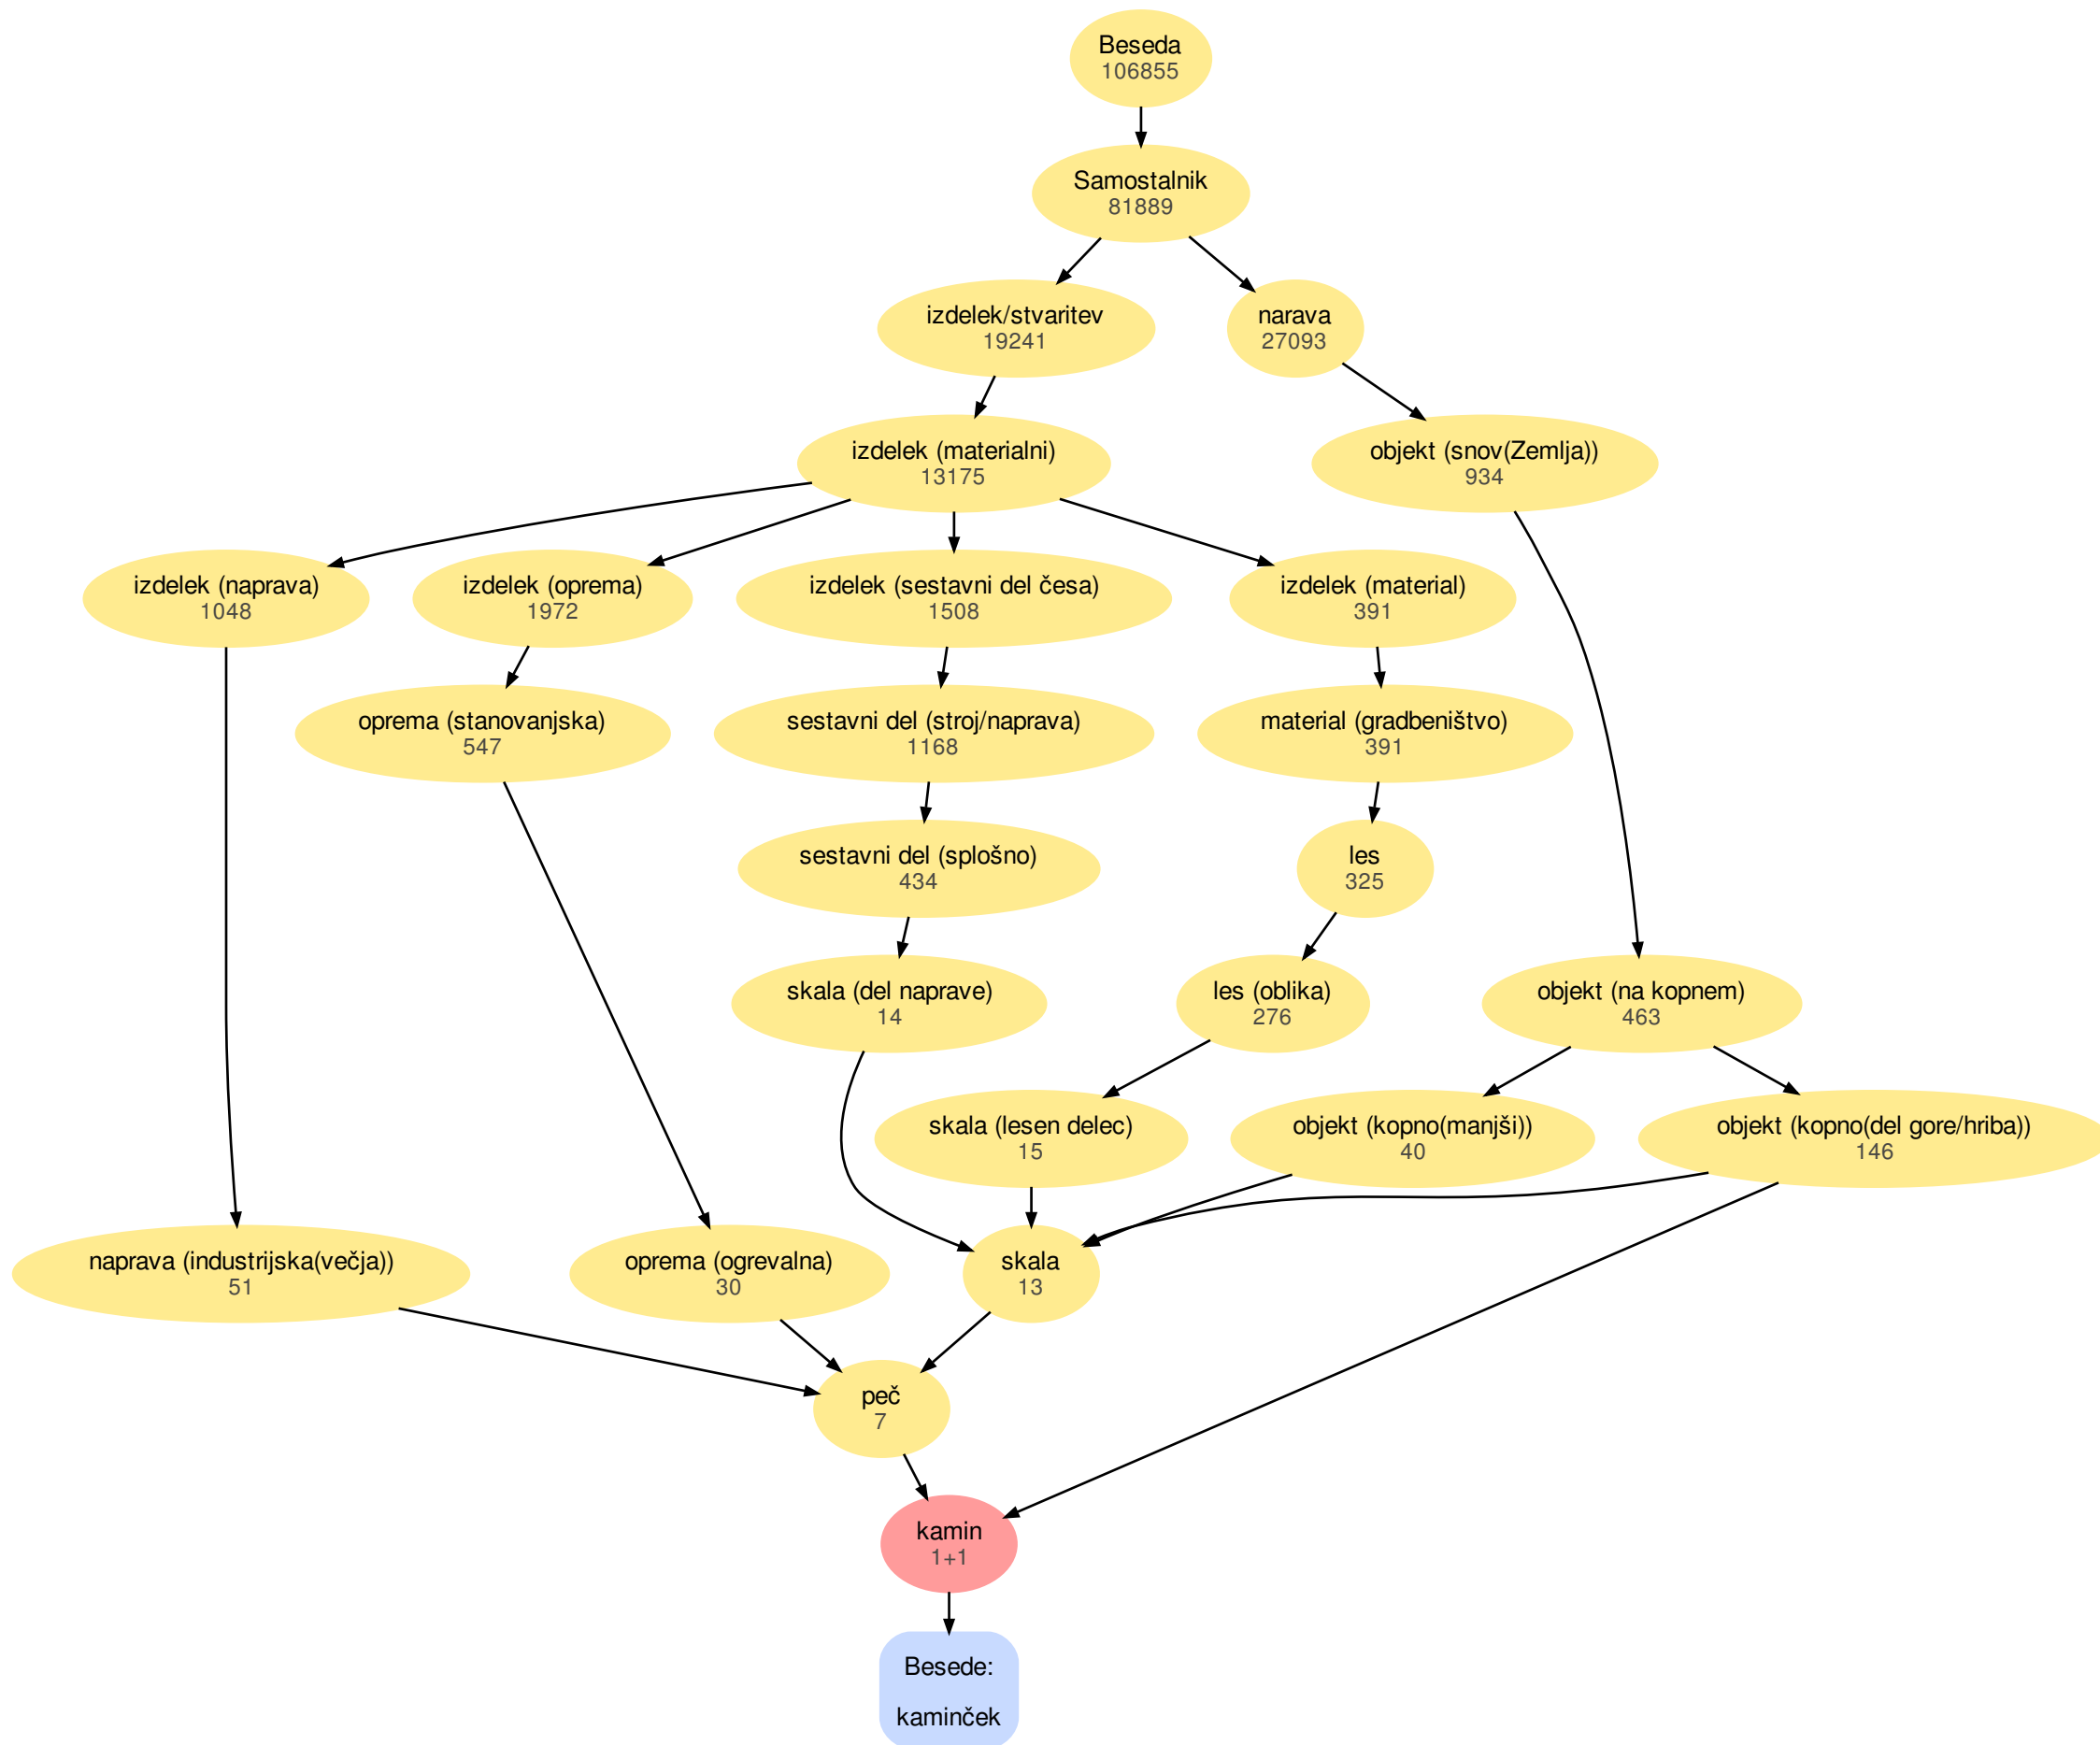 Beseda
106855
Samostalnik
81889
izdelek/stvaritev
19241
narava
27093
izdelek (materialni)
13175
objekt (snov(Zemlja))
934
izdelek (naprava)
1048
izdelek (oprema)
1972
izdelek (sestavni del česa)
1508
izdelek (material)
391
oprema (stanovanjska)
547
sestavni del (stroj/naprava)
1168
material (gradbeništvo)
391
sestavni del (splošno)
434
les
325
skala (del naprave)
14
les (oblika)
276
objekt (na kopnem)
463
skala (lesen delec)
15
objekt (kopno(manjši))
40
objekt (kopno(del gore/hriba))
146
naprava (industrijska(večja))
51
oprema (ogrevalna)
30
skala
13
peč
7
kamin
1+1
Besede:
kaminček